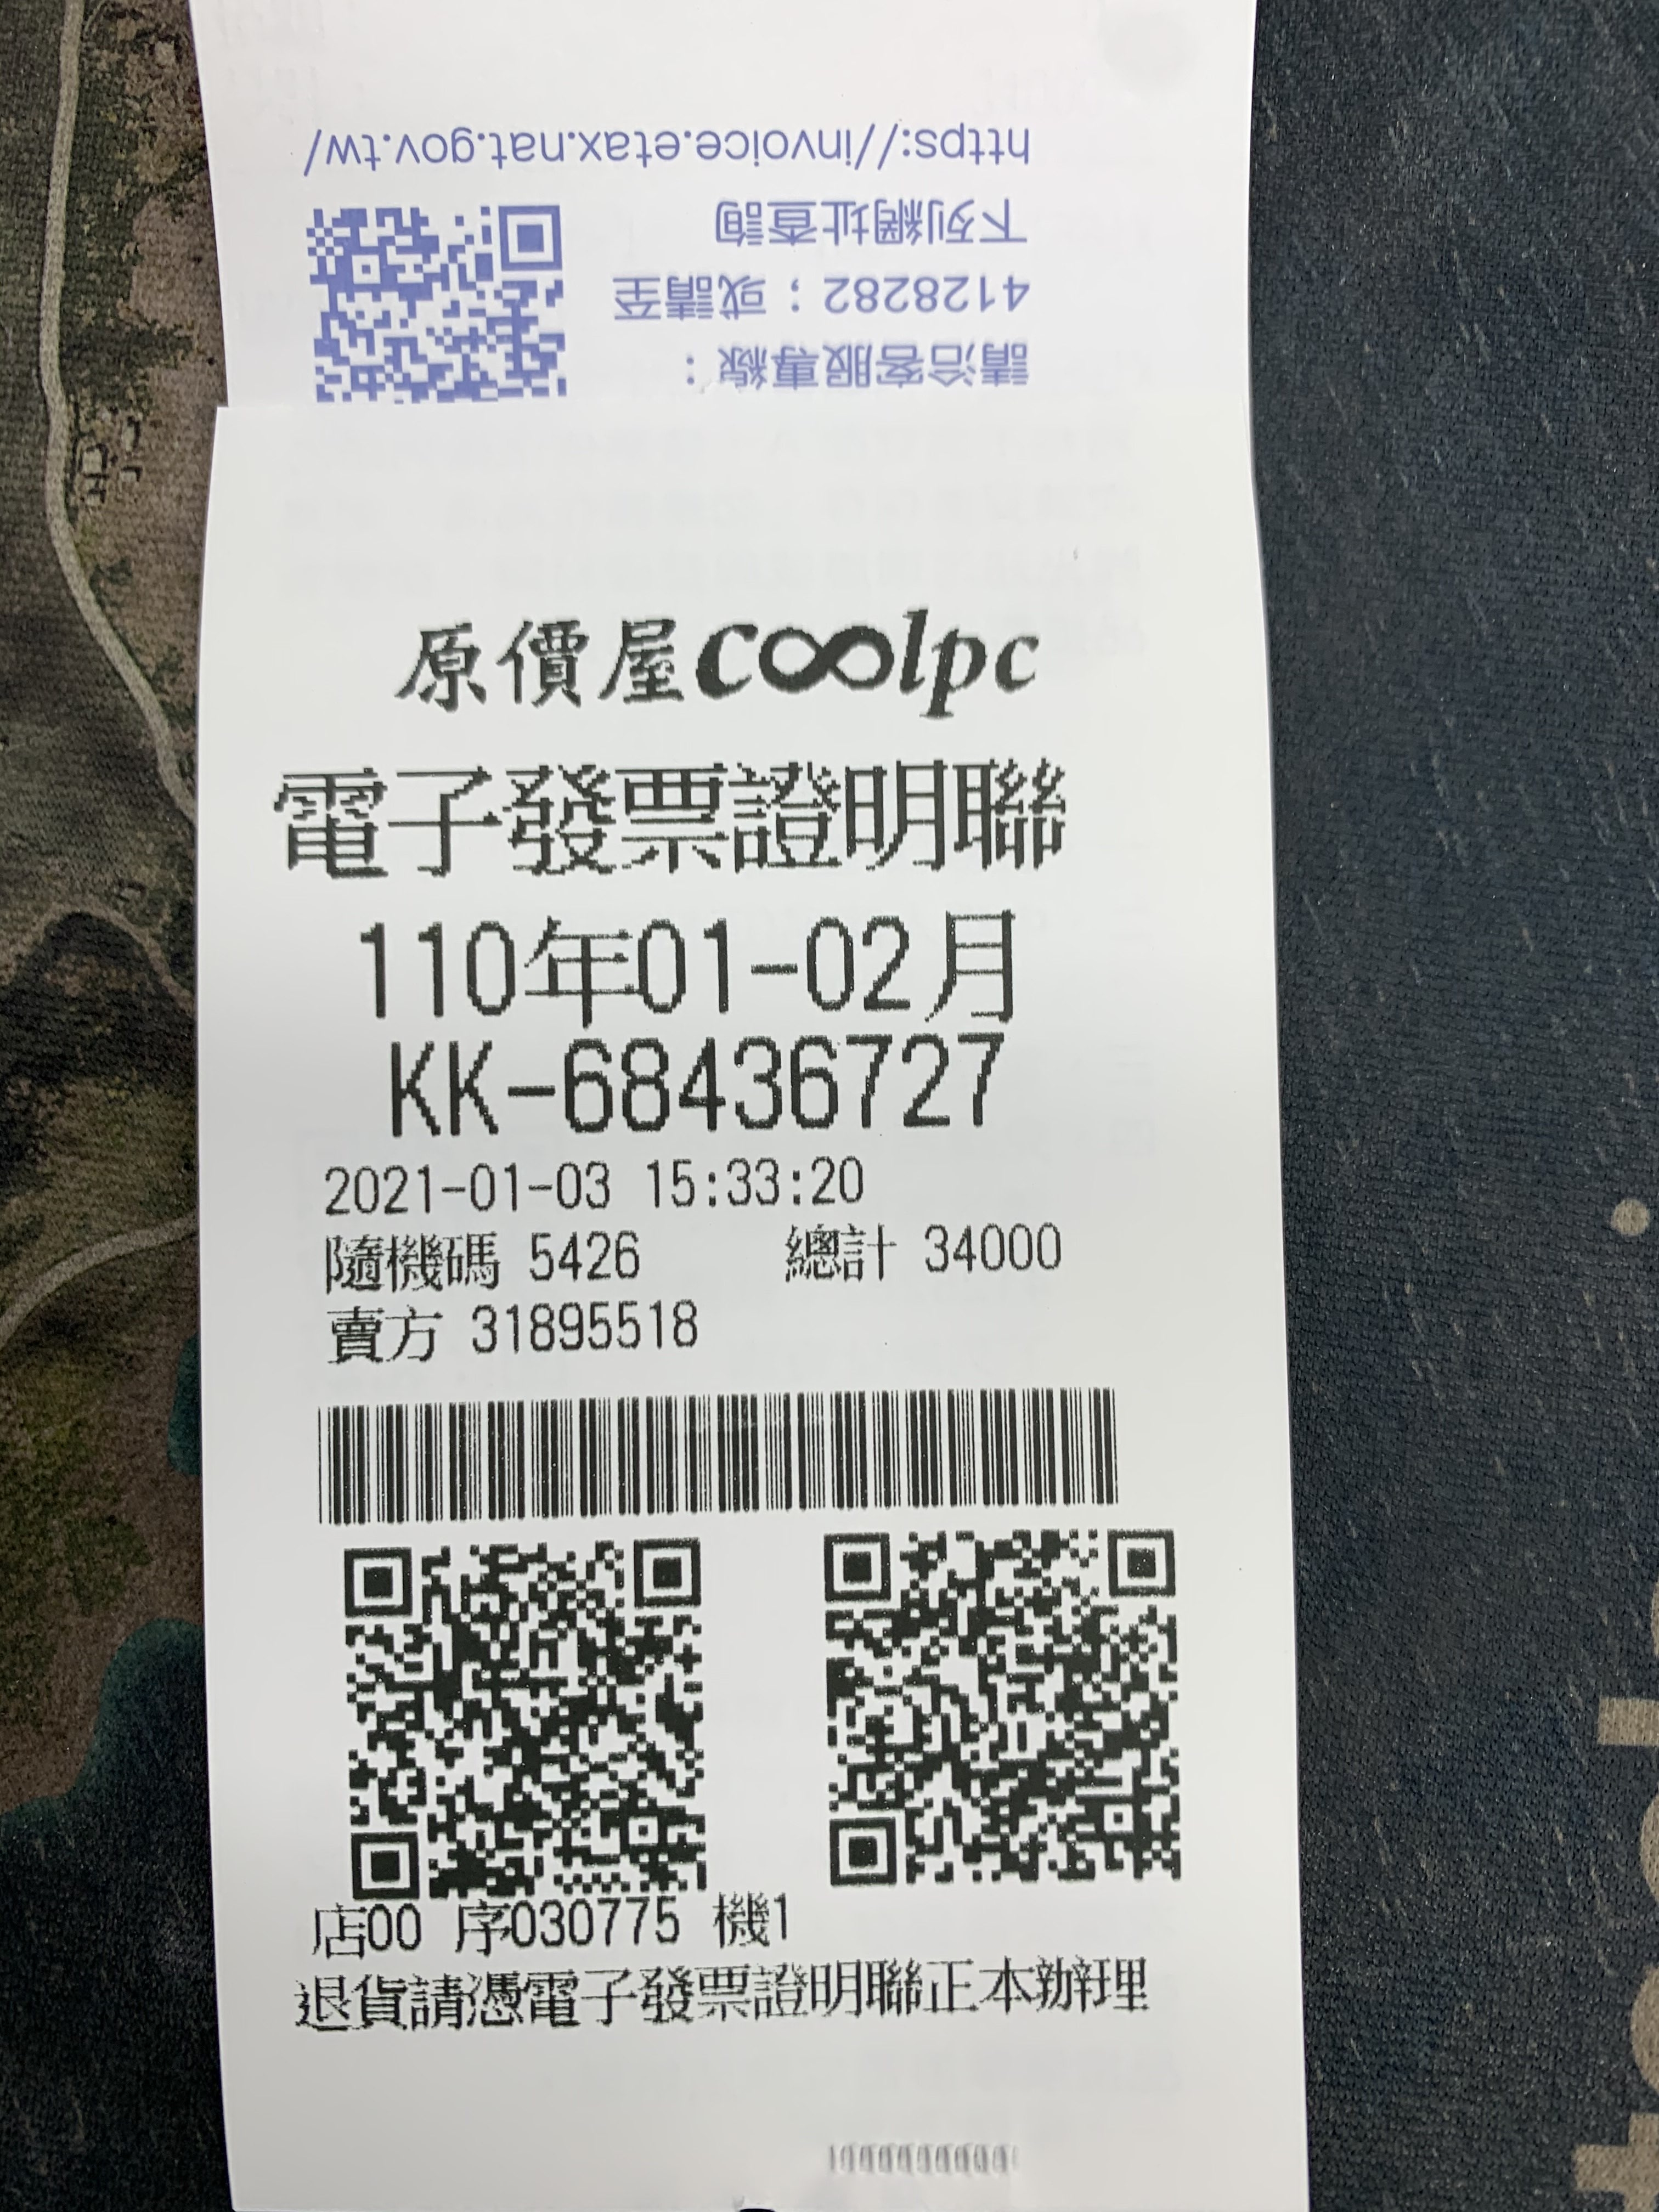 https://invoice.etax.nat.gov.tw/
下列網址查詢
4128282；或請至
請洽客服專線：
原價屋coolpc
電子發票證明聯
110年01-02月
KK-68436727
2021-01-03 15:33:20
隨機碼 5426 總計 34000
賣方 31895518
店00 序030775 機1
退貨請憑電子發票證明聯正本辦理